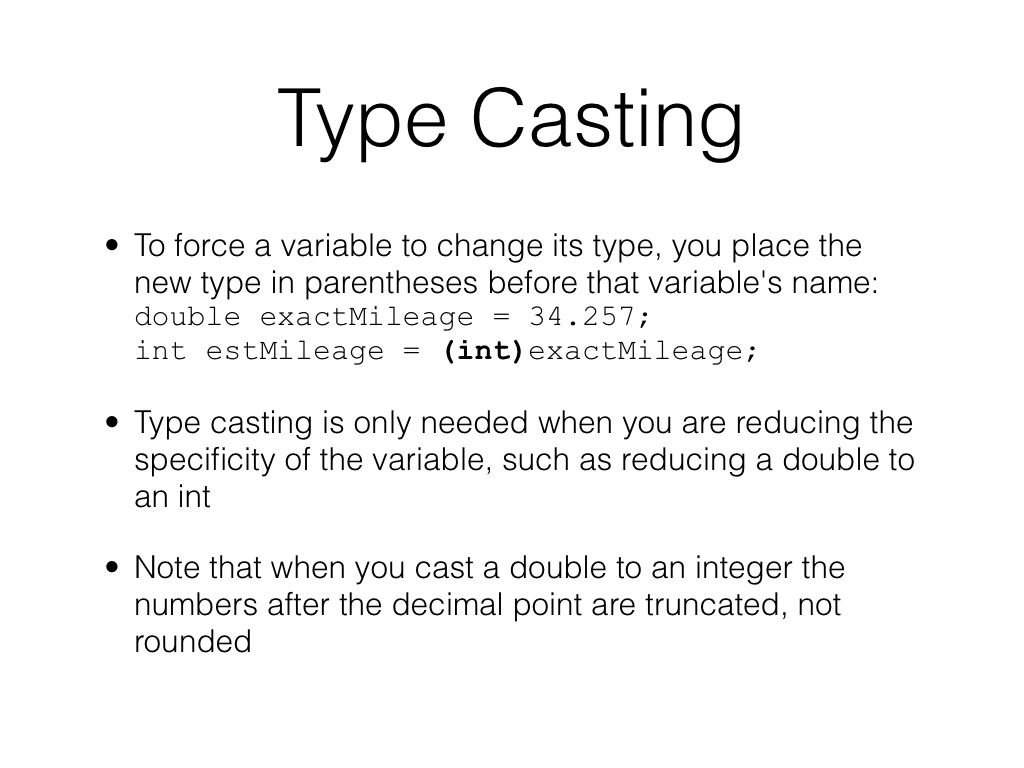 Type Casting
• To force a variable to change its type, you place the
new type in parentheses before that variable's name:
double exactMileage = 34.257;
int estMileage = (int)exactMileage;
• Type casting is only needed when you are reducing the
specificity of the variable, such as reducing a double to
an int
• Note that when you cast a double to an integer the
numbers after the decimal point are truncated, not
rounded